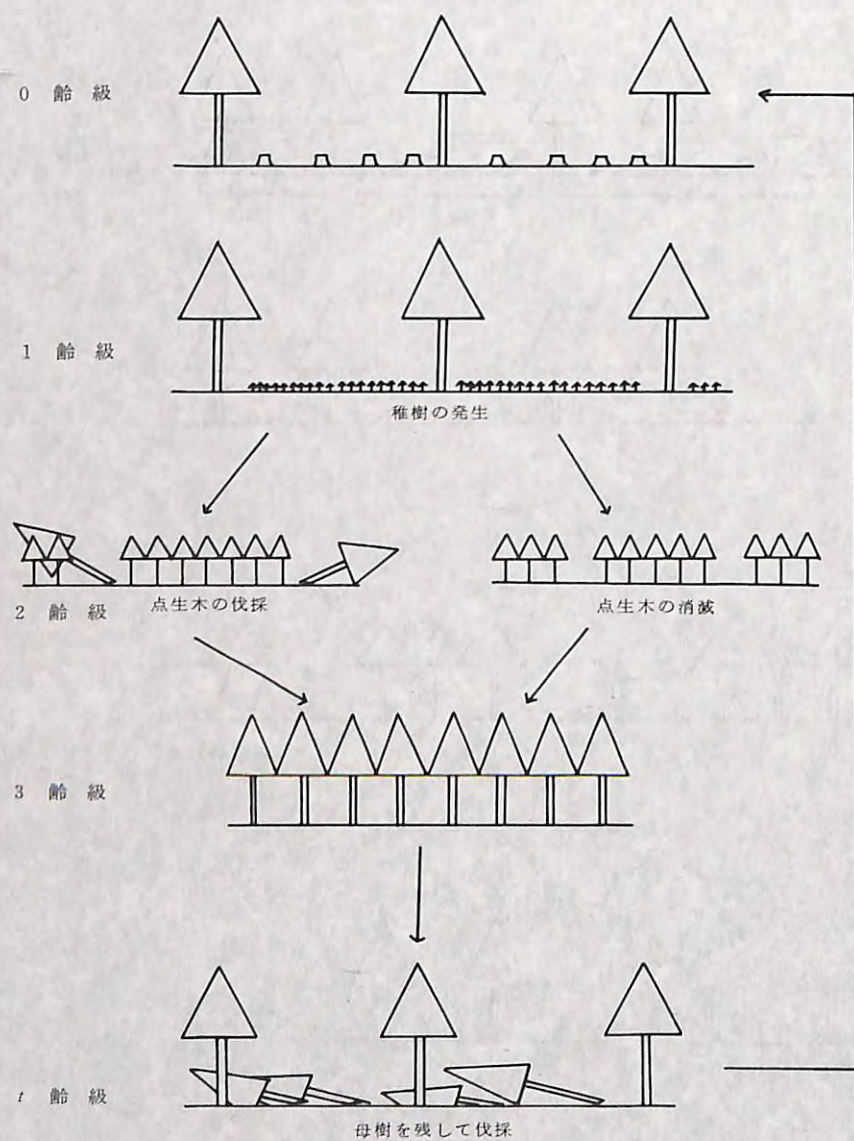 0 齢 級
1 齢 級
稚樹の発生
点生木の伐採
点生木の消滅
2 齢 級
3 齢 級
t 齢 級
母樹を残して伐採